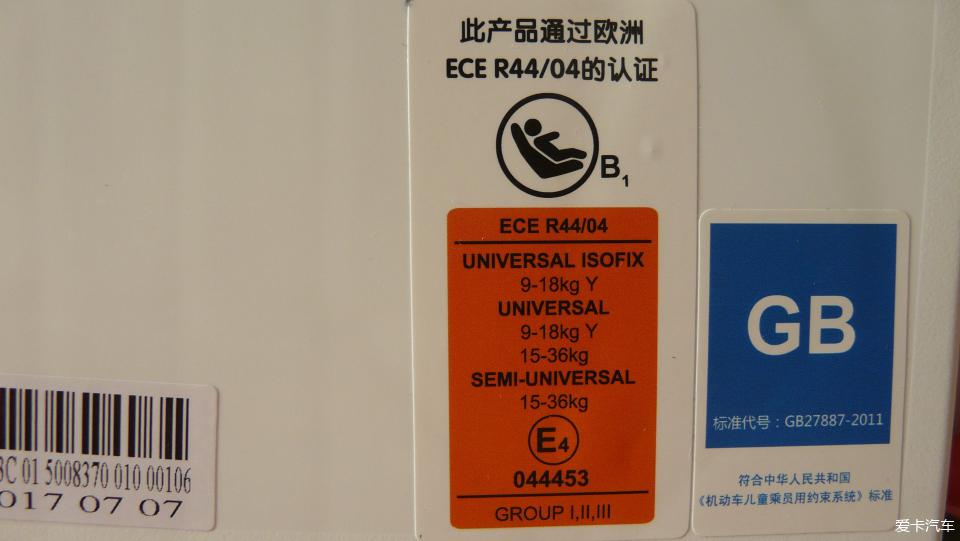 此产品通过欧洲
ECE R44/04的认证
B1
ECE R44/04
UNIVERSAL ISOFIX
9-18kg Y
UNIVERSAL
9-18kg Y
15-36kg
SEMI-UNIVERSAL
15-36kg
E4
044453
GROUP I,II,III
GB
标准代号：GB27887-2011
符合中华人民共和国
《机动车儿童乘员用约束系统》标准
3C 01 5008370 010 00106
017 07 07
爱卡汽车